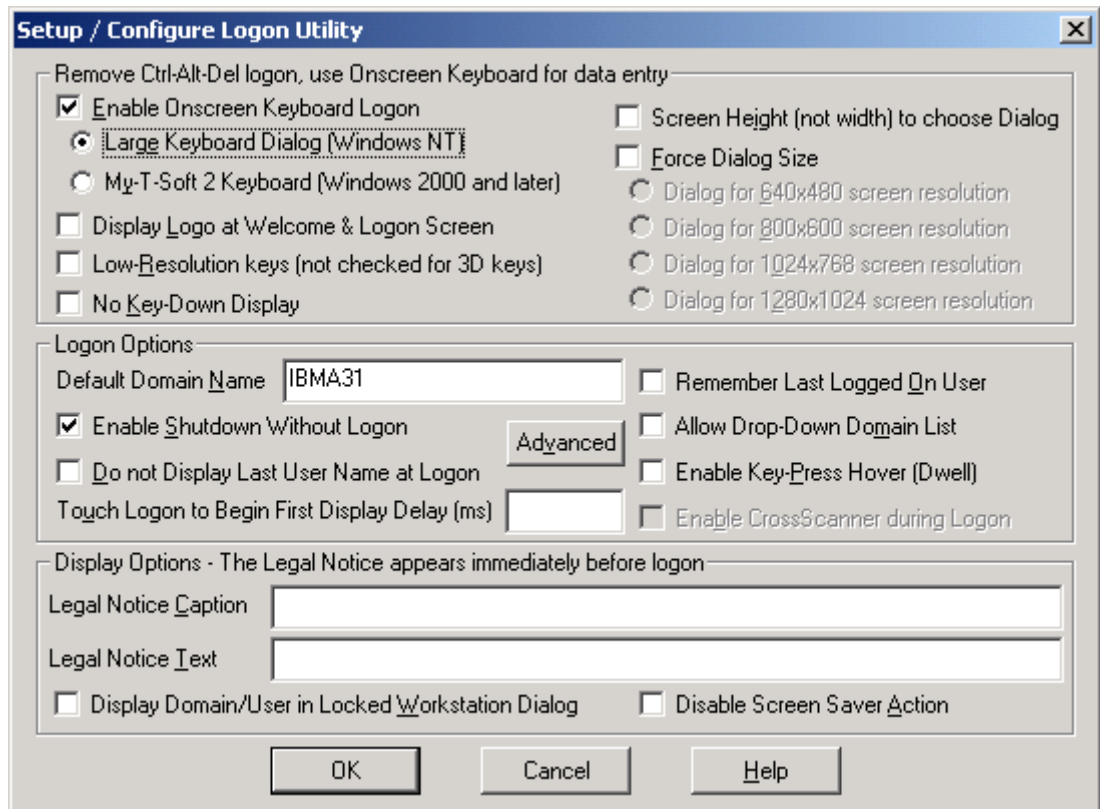 Setup / Configure Logon Utility
Remove Ctrl-Alt-Del logon, use Onscreen Keyboard for data entry
Enable Onscreen Keyboard Logon
Large Keyboard Dialog (Windows NT)
My-T-Soft 2 Keyboard (Windows 2000 and later)
Display Logo at Welcome & Logon Screen
Low-Resolution keys (not checked for 3D keys)
No Key-Down Display
Screen Height (not width) to choose Dialog
Force Dialog Size
Dialog for 640x480 screen resolution
Dialog for 800x600 screen resolution
Dialog for 1024x768 screen resolution
Dialog for 1280x1024 screen resolution
Logon Options
Default Domain Name IBMA31
Enable Shutdown Without Logon
Advanced
Do not Display Last User Name at Logon
Touch Logon to Begin First Display Delay (ms)
Remember Last Logged On User
Allow Drop-Down Domain List
Enable Key-Press Hover (Dwell)
Enable CrossScanner during Logon
Display Options - The Legal Notice appears immediately before logon
Legal Notice Caption
Legal Notice Text
Display Domain/User in Locked Workstation Dialog
Disable Screen Saver Action
OK Cancel Help